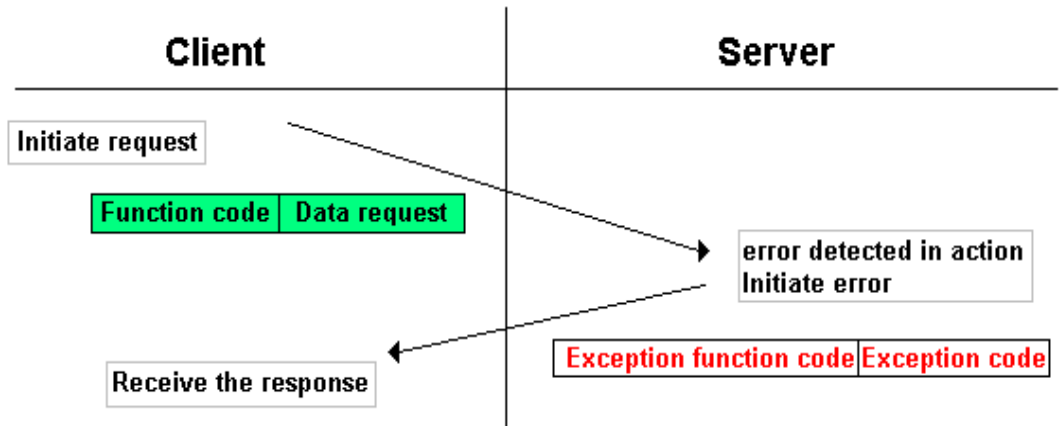 Client
Server
Initiate request
Function code Data request
error detected in action
Initiate error
Exception function code Exception code
Receive the response